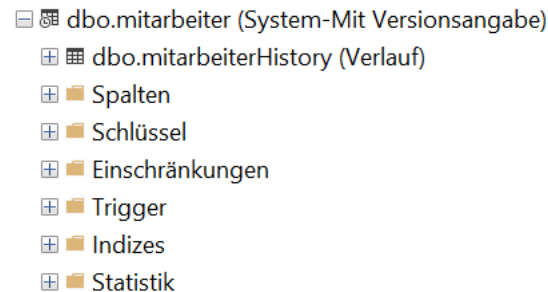 dbo.mitarbeiter (System-Mit Versionsangabe)
dbo.mitarbeiterHistory (Verlauf)
Spalten
Schlüssel
Einschränkungen
Trigger
Indizes
Statistik